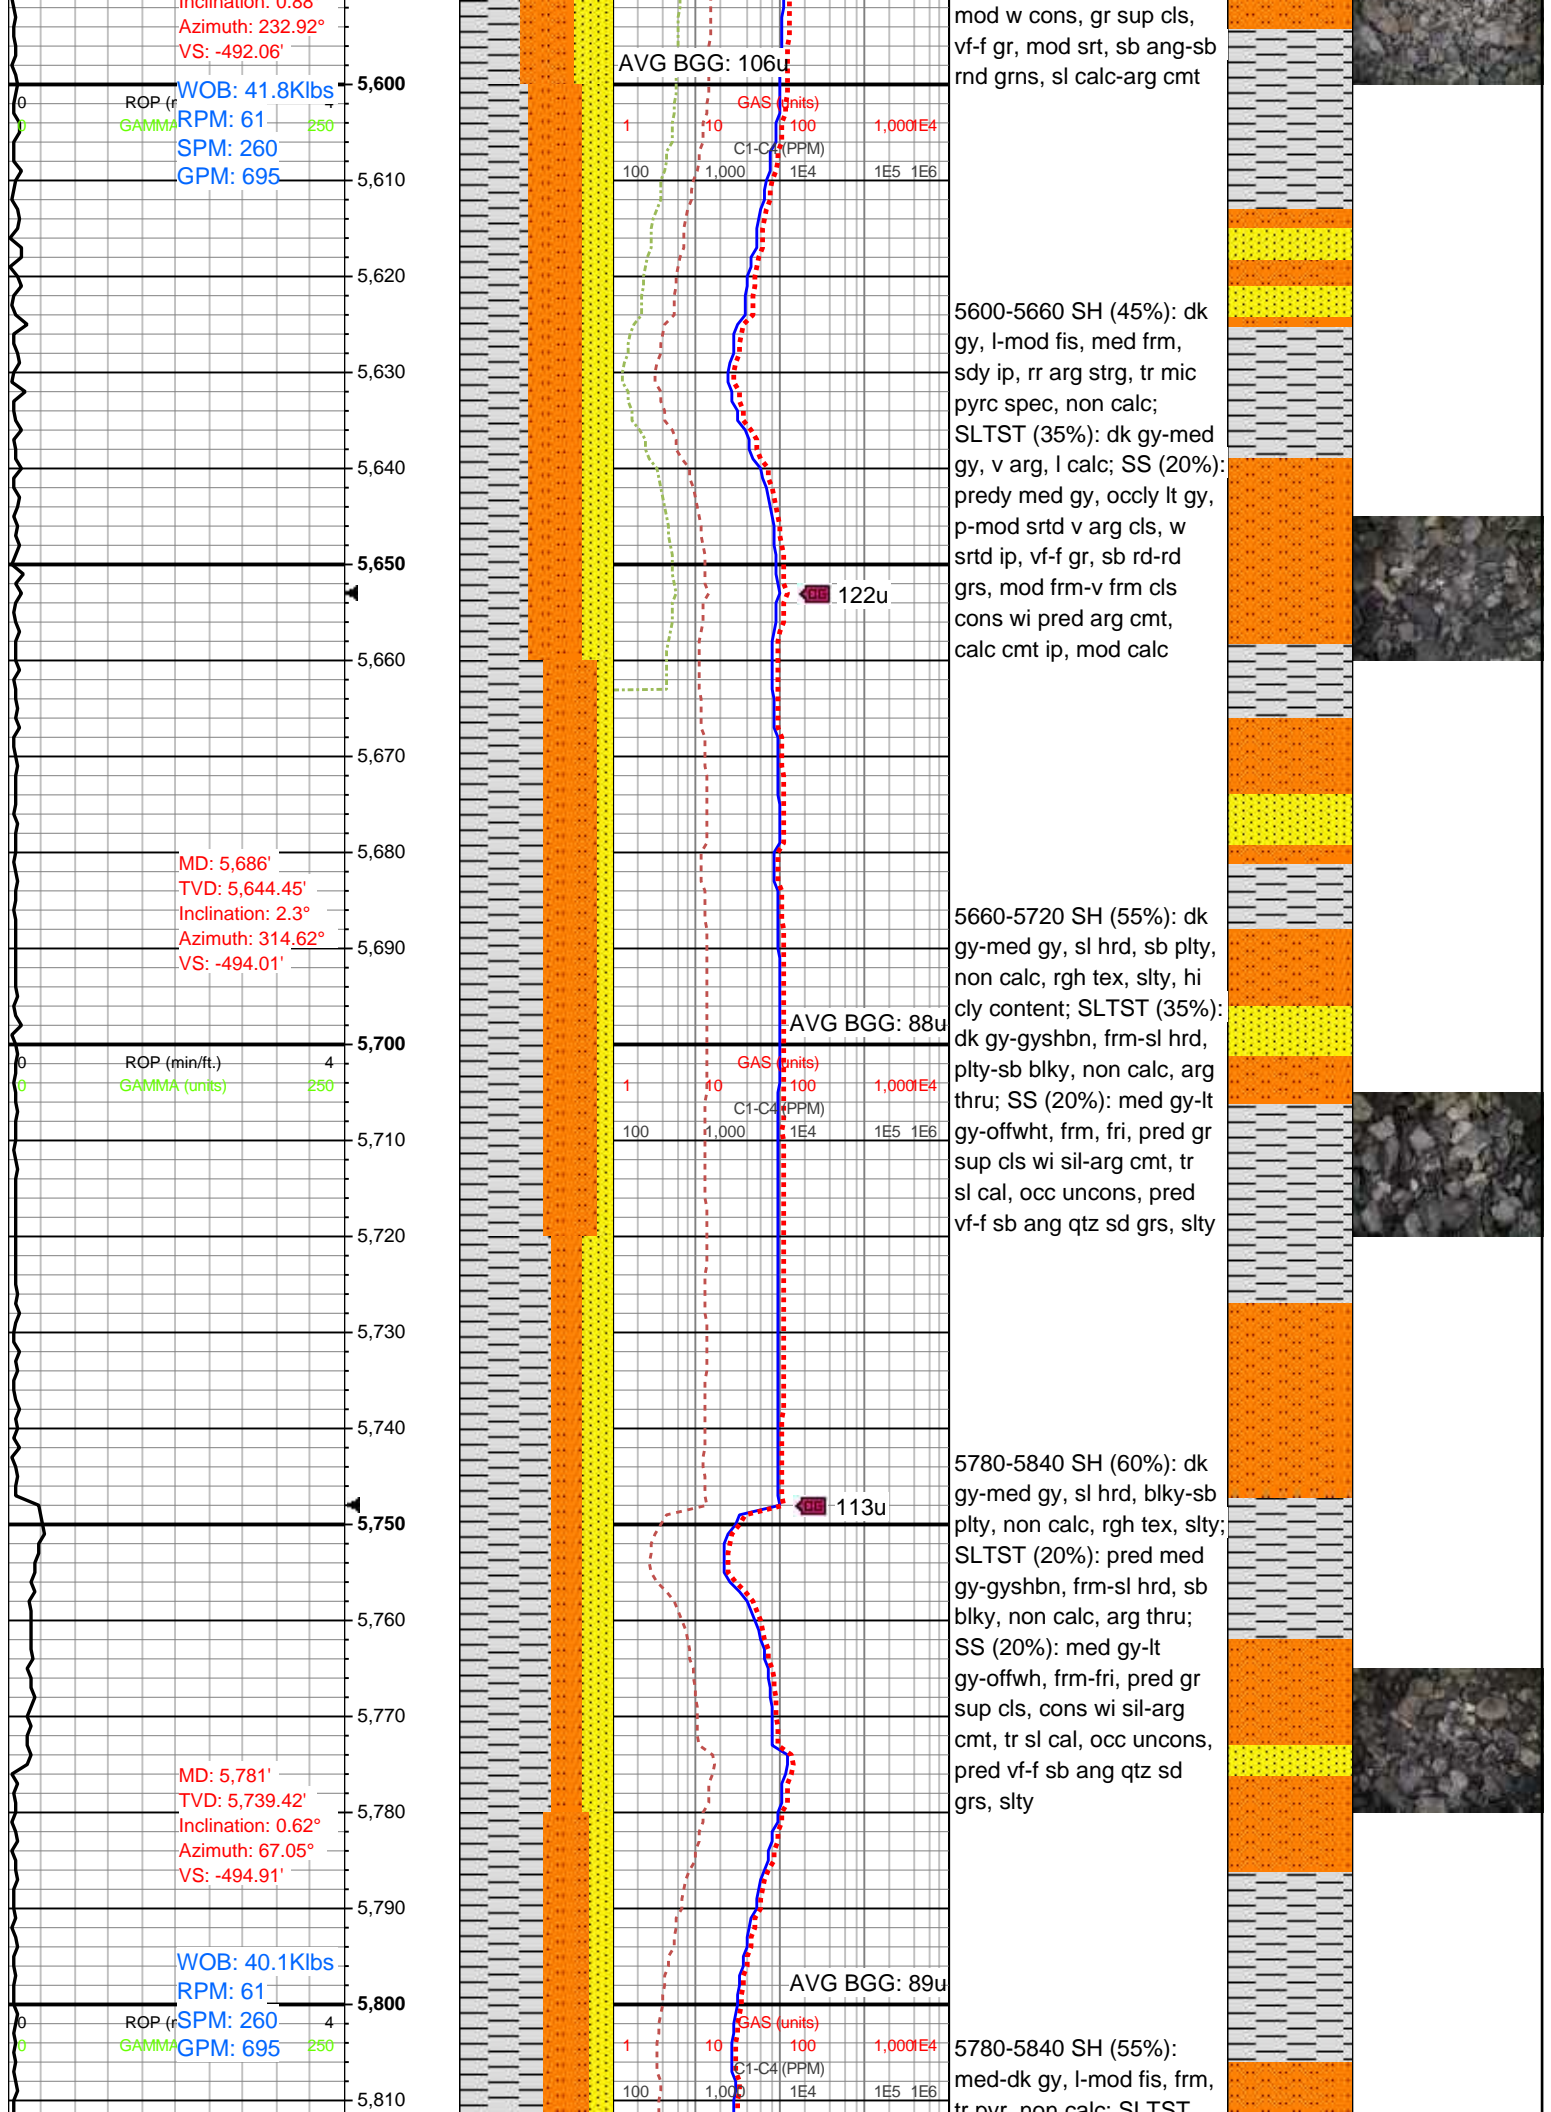 Inclination: 0.88
Azimuth: 232.92°
VS: -492.06'
WOB: 41.8Klbs
RPM: 61
SPM: 260
GPM: 695
0 ROP (r 4
0 GAMMA 250
5,600
5,610
5,620
5,630
5,640
5,650
5,660
5,670
5,680
MD: 5,686'
TVD: 5,644.45'
Inclination: 2.3°
Azimuth: 314.62°
VS: -494.01'
5,690
5,700
0 ROP (min/ft.) 4
0 GAMMA (units) 250
5,710
5,720
5,730
5,740
5,750
5,760
5,770
MD: 5,781'
TVD: 5,739.42'
Inclination: 0.62°
Azimuth: 67.05°
VS: -494.91'
5,780
5,790
WOB: 40.1Klbs
RPM: 61
SPM: 260
GPM: 695
5,800
0 ROP (r 4
0 GAMMA 250
5,810
AVG BGG: 106u
GAS (units)
1 10 100 1,000 1E4
C1-C4 (PPM)
100 1,000 1E4 1E5 1E6
OG 122u
AVG BGG: 88u
GAS (units)
1 10 100 1,000 1E4
C1-C4 (PPM)
100 1,000 1E4 1E5 1E6
OG 113u
AVG BGG: 89u
GAS (units)
1 10 100 1,000 1E4
C1-C4 (PPM)
100 1,000 1E4 1E5 1E6
mod w cons, gr sup cls,
vf-f gr, mod srt, sb ang-sb
rnd grns, sl calc-arg cmt
5600-5660 SH (45%): dk
gy, l-mod fis, med frm,
sdy ip, rr arg strg, tr mic
pyrc spec, non calc;
SLTST (35%): dk gy-med
gy, v arg, l calc; SS (20%):
predy med gy, occly lt gy,
p-mod srtd v arg cls, w
srtd ip, vf-f gr, sb rd-rd
grs, mod frm-v frm cls
cons wi pred arg cmt,
calc cmt ip, mod calc
5660-5720 SH (55%): dk
gy-med gy, sl hrd, sb plty,
non calc, rgh tex, slty, hi
cly content; SLTST (35%):
dk gy-gyshbn, frm-sl hrd,
plty-sb blky, non calc, arg
thru; SS (20%): med gy-lt
gy-offwht, frm, fri, pred gr
sup cls wi sil-arg cmt, tr
sl cal, occ uncons, pred
vf-f sb ang qtz sd grs, slty
5780-5840 SH (60%): dk
gy-med gy, sl hrd, blky-sb
plty, non calc, rgh tex, slty;
SLTST (20%): pred med
gy-gyshbn, frm-sl hrd, sb
blky, non calc, arg thru;
SS (20%): med gy-lt
gy-offwh, frm-fri, pred gr
sup cls, cons wi sil-arg
cmt, tr sl cal, occ uncons,
pred vf-f sb ang qtz sd
grs, slty
5780-5840 SH (55%):
med-dk gy, l-mod fis, frm,
tr pyr, non calc; SLTST